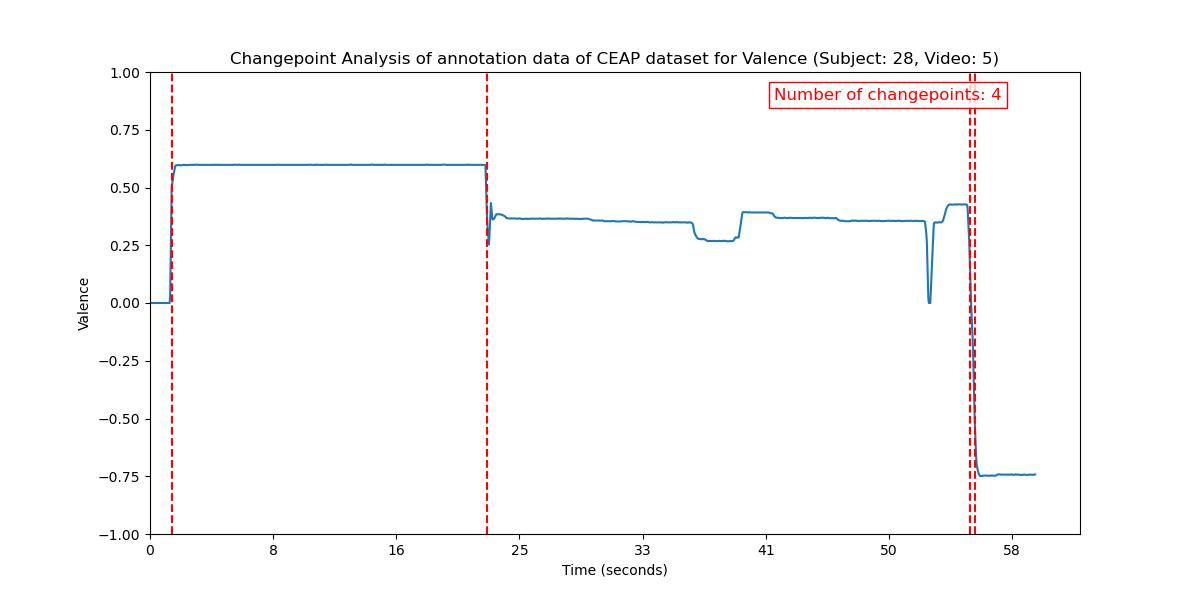 Changepoint Analysis of annotation data of CEAP dataset for Valence (Subject: 28, Video: 5)
Number of changepoints: 4
Valence
1.00
0.75
0.50
0.25
0.00
−0.25
−0.50
−0.75
−1.00
0 8 16 25 33 41 50 58
Time (seconds)